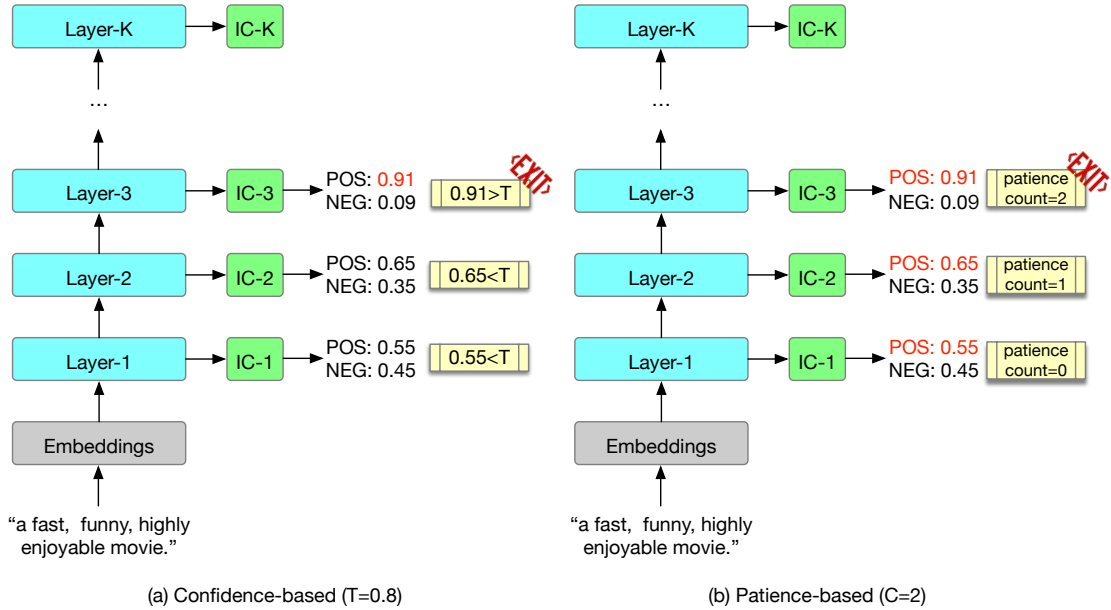 Layer-K
IC-K
...
Layer-3
IC-3
POS: 0.91
NEG: 0.09
0.91>T
<EXIT>
Layer-2
IC-2
POS: 0.65
NEG: 0.35
0.65<T
Layer-1
IC-1
POS: 0.55
NEG: 0.45
0.55<T
Embeddings
“a fast, funny, highly
enjoyable movie.”
(a) Confidence-based (T=0.8)
Layer-K
IC-K
...
Layer-3
IC-3
POS: 0.91
NEG: 0.09
patience
count=2
<EXIT>
Layer-2
IC-2
POS: 0.65
NEG: 0.35
patience
count=1
Layer-1
IC-1
POS: 0.55
NEG: 0.45
patience
count=0
Embeddings
“a fast, funny, highly
enjoyable movie.”
(b) Patience-based (C=2)